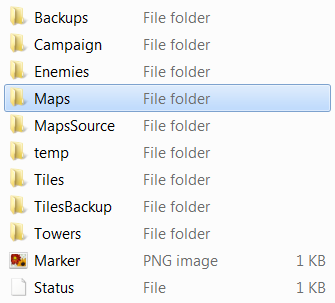 Backups File folder
Campaign File folder
Enemies File folder
Maps File folder
MapsSource File folder
temp File folder
Tiles File folder
TilesBackup File folder
Towers File folder
Marker PNG image 1 KB
Status File 1 KB